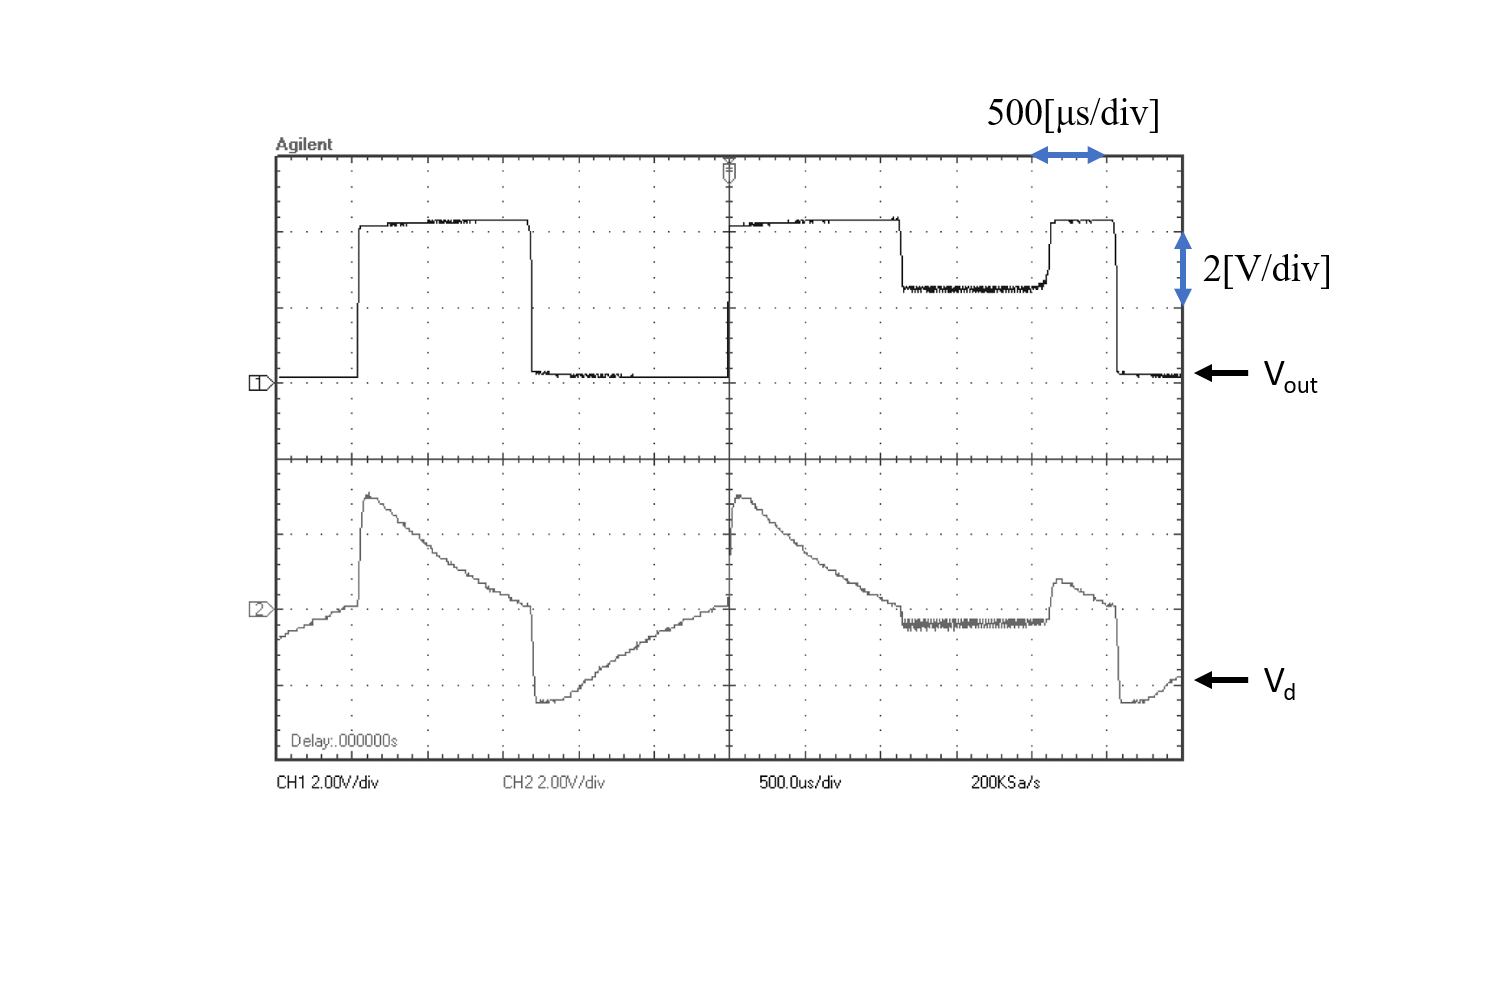 500[μs/div]
Agilent
2[V/div]
1
Vout
2
Vd
Delay:.000000s
CH1 2.00V/div
CH2 2.00V/div
500.0us/div
200KSa/s